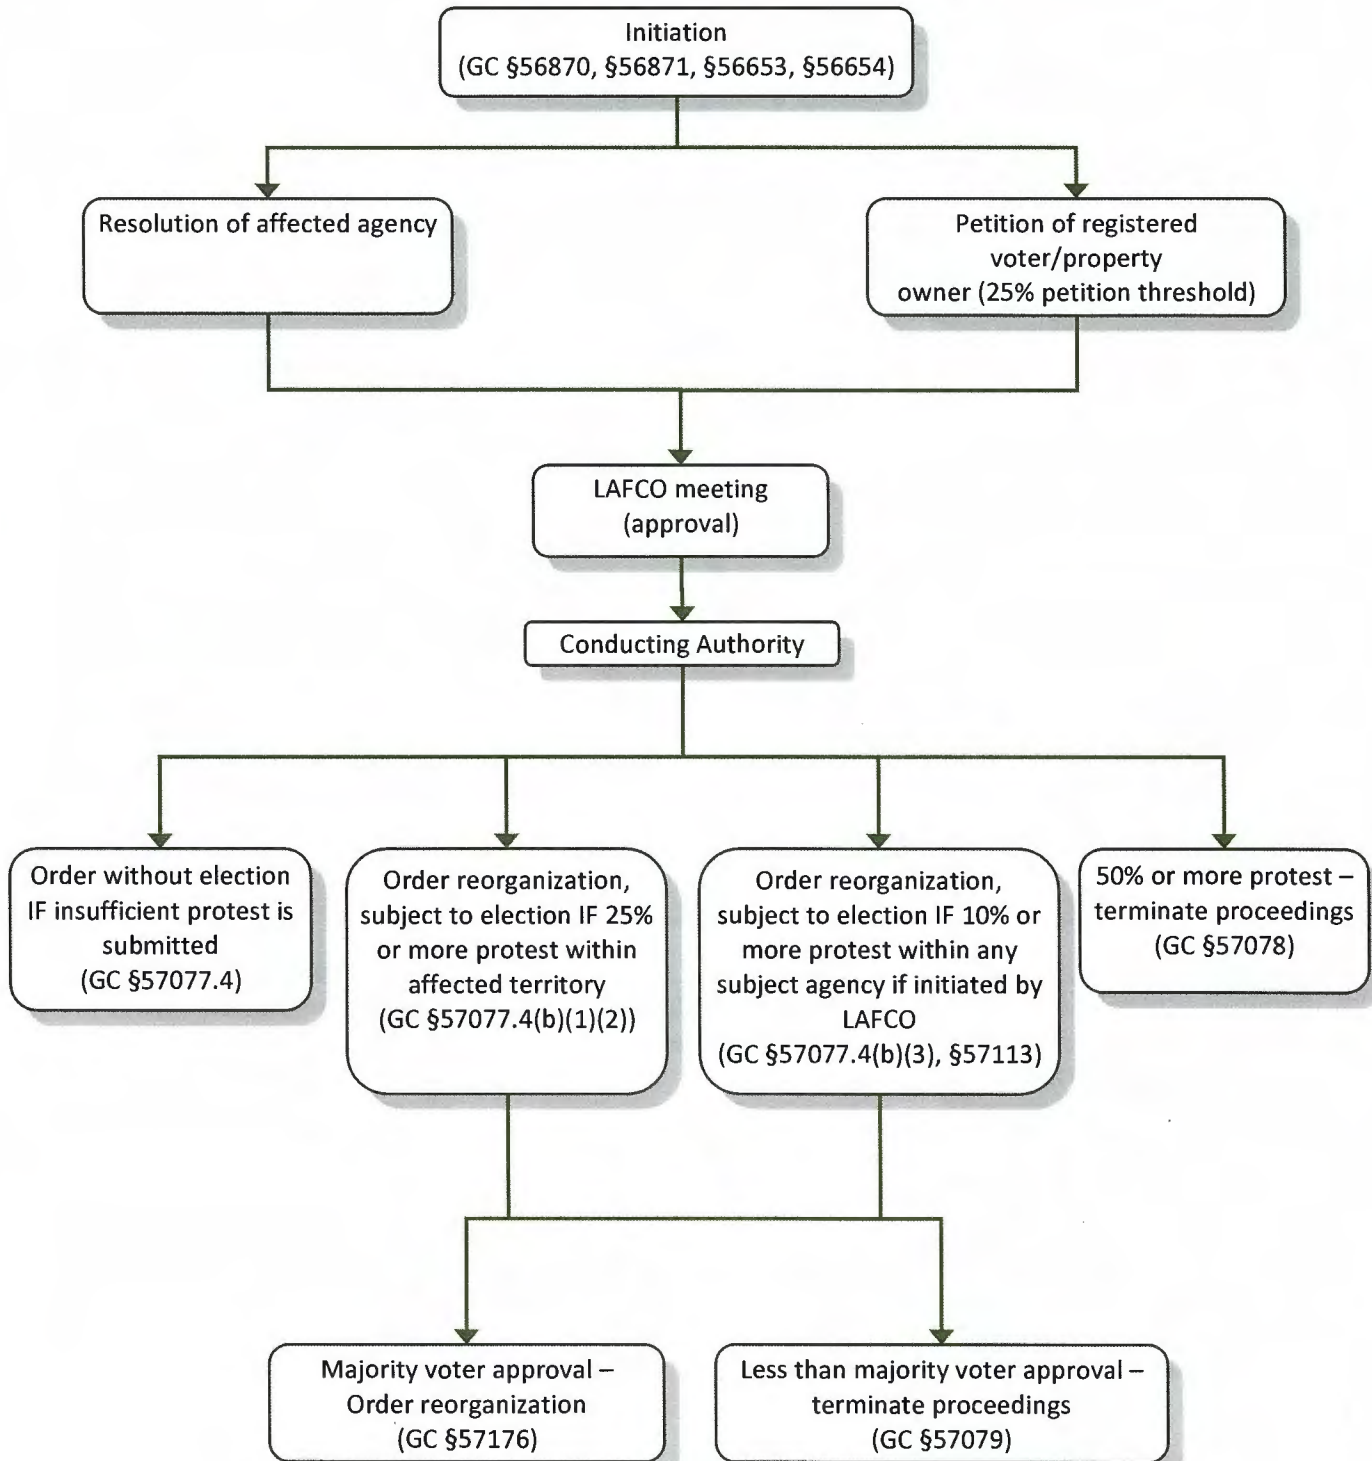 Initiation
(GC §56870, §56871, §56653, §56654)
Resolution of affected agency
Petition of registered
voter/property
owner (25% petition threshold)
LAFCO meeting
(approval)
Conducting Authority
Order without election
IF insufficient protest is
submitted
(GC §57077.4)
Order reorganization,
subject to election IF 25%
or more protest within
affected territory
(GC §57077.4(b)(1)(2))
Order reorganization,
subject to election IF 10% or
more protest within any
subject agency if initiated by
LAFCO
(GC §57077.4(b)(3), §57113)
50% or more protest –
terminate proceedings
(GC §57078)
Majority voter approval –
Order reorganization
(GC §57176)
Less than majority voter approval –
terminate proceedings
(GC §57079)